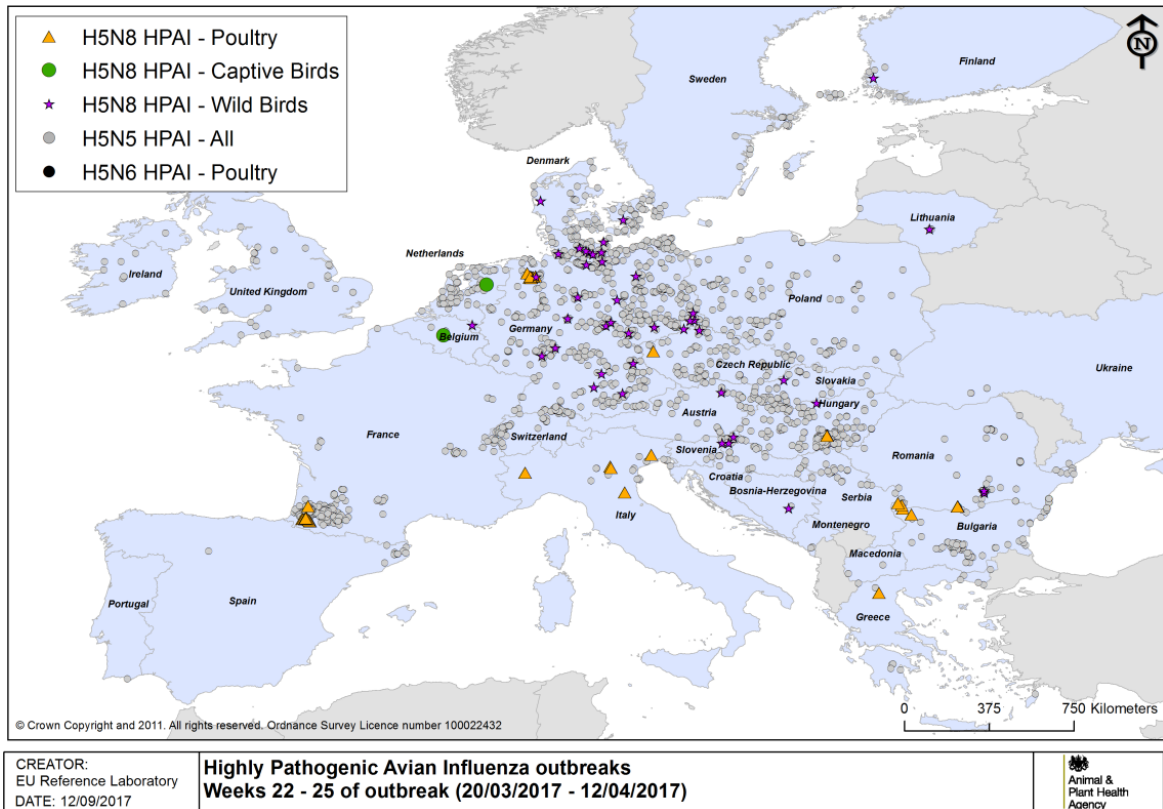 H5N8 HPAI - Poultry
H5N8 HPAI - Captive Birds
H5N8 HPAI - Wild Birds
H5N5 HPAI - All
H5N6 HPAI - Poultry
N
Finland
Sweden
Denmark
Lithuania
Netherlands
Ireland
United Kingdom
Poland
Germany
Belgium
Czech Republic
Ukraine
Slovakia
Hungary
Austria
France
Switzerland
Slovenia
Romania
Croatia
Bosnia-Herzegovina
Serbia
Italy
Montenegro
Bulgaria
Macedonia
Portugal
Spain
Greece
0 375 750 Kilometers
© Crown Copyright and 2011. All rights reserved. Ordnance Survey Licence number 100022432
CREATOR:
EU Reference Laboratory
DATE: 12/09/2017
Highly Pathogenic Avian Influenza outbreaks
Weeks 22 - 25 of outbreak (20/03/2017 - 12/04/2017)
Animal &
Plant Health
Agency